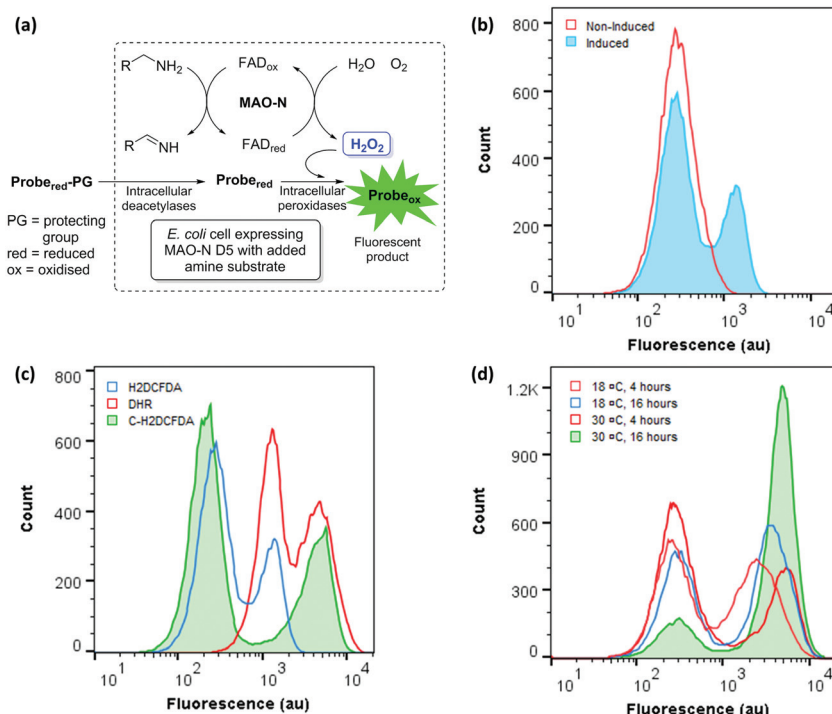 (a)
R NH₂ FADox H₂O O₂
MAO-N
R NH FADred H₂O₂
Probered-PG Probered Probeox
Intracellular deacetylases
Intracellular peroxidases
PG = protecting
group
red = reduced
ox = oxidised
E. coli cell expressing
MAO-N D5 with added
amine substrate
Fluorescent
product
(b)
Non-Induced
Induced
Count
800
600
400
200
0
10¹ 10² 10³ 10⁴
Fluorescence (au)
(c)
H2DCFDA
DHR
C-H2DCFDA
Count
800
600
400
200
0
10¹ 10² 10³ 10⁴
Fluorescence (au)
(d)
18 ¤C, 4 hours
18 ¤C, 16 hours
30 ¤C, 4 hours
30 ¤C, 16 hours
Count
1.2K
900
600
300
0
10¹ 10² 10³ 10⁴
Fluorescence (au)